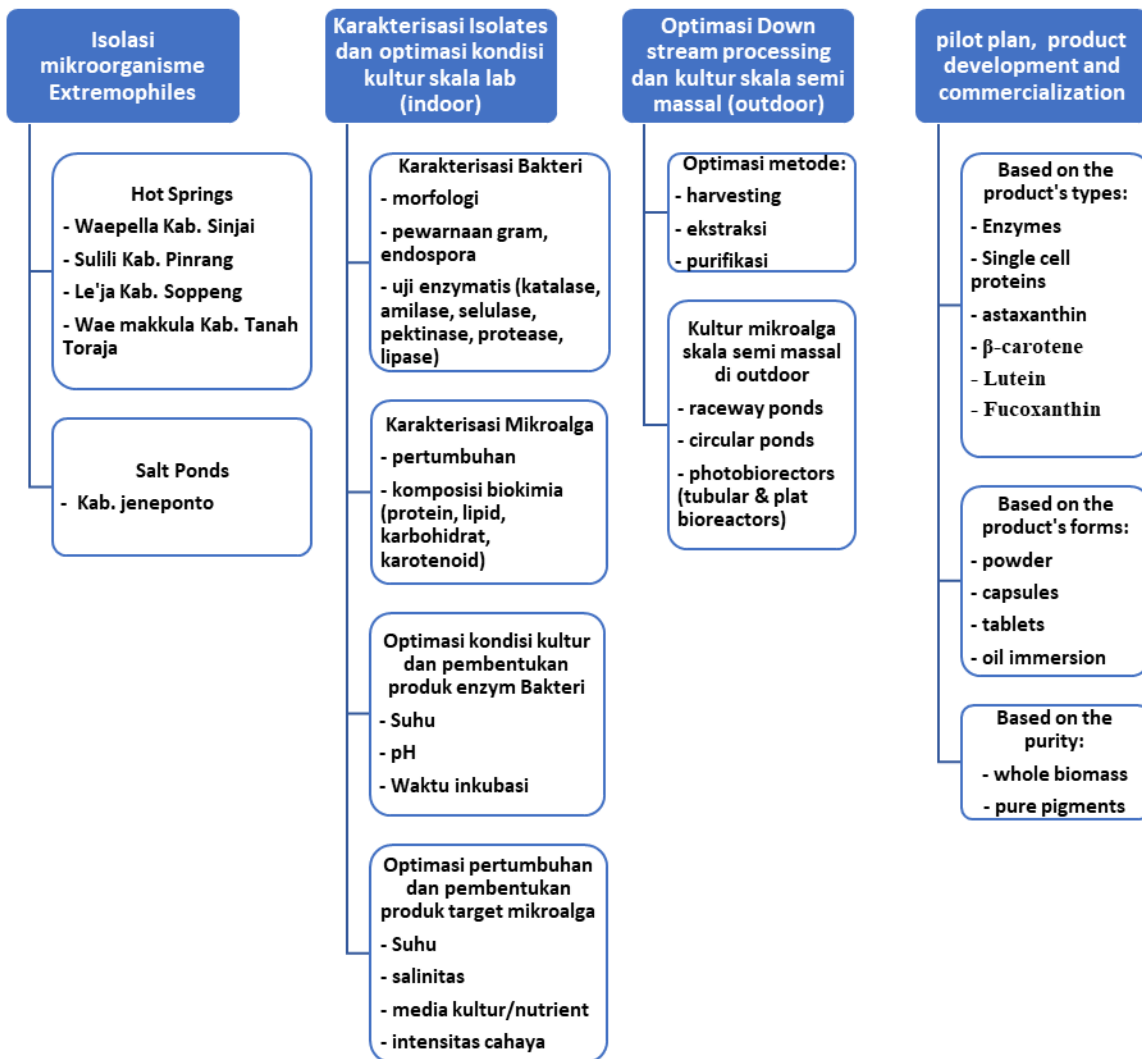 Isolasi
mikroorganisme
Extremophiles
Hot Springs
- Waepella Kab. Sinjai
- Sulili Kab. Pinrang
- Le'ja Kab. Soppeng
- Wae makkula Kab. Tanah
Toraja
Salt Ponds
- Kab. jeneponto
Karakterisasi Isolates
dan optimasi kondisi
kultur skala lab
(indoor)
Karakterisasi Bakteri
- morfologi
- pewarnaan gram,
endospora
- uji enzymatis (katalase,
amilase, selulase,
pektinase, protease,
lipase)
Karakterisasi Mikroalga
- pertumbuhan
- komposisi biokimia
(protein, lipid,
karbohidrat,
karotenoid)
Optimasi kondisi kultur
dan pembentukan
produk enzym Bakteri
- Suhu
- pH
- Waktu inkubasi
Optimasi pertumbuhan
dan pembentukan
produk target mikroalga
- Suhu
- salinitas
- media kultur/nutrient
- intensitas cahaya
Optimasi Down
stream processing
dan kultur skala semi
massal (outdoor)
Optimasi metode:
- harvesting
- ekstraksi
- purifikasi
Kultur mikroalga
skala semi massal
di outdoor
- raceway ponds
- circular ponds
- photobiorectors
(tubular & plat
bioreactors)
pilot plan, product
development and
commercialization
Based on the
product's types:
- Enzymes
- Single cell
proteins
- astaxanthin
- β-carotene
- Lutein
- Fucoxanthin
Based on the
product's forms:
- powder
- capsules
- tablets
- oil immersion
Based on the
purity:
- whole biomass
- pure pigments